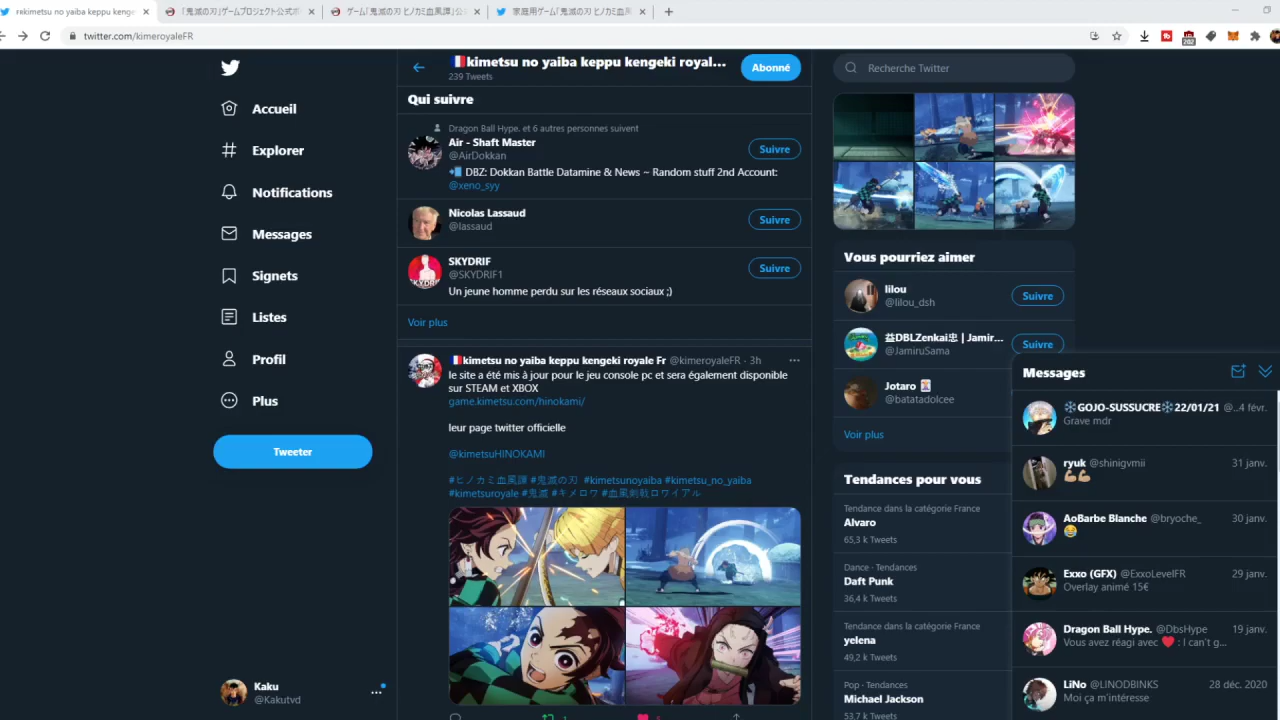 kimetsu no yaiba keppu kenge
「鬼滅の刃」ゲームプロジェクト公式ポ
ゲーム「鬼滅の刃 ヒノカミ血風譚」公
家庭用ゲーム「鬼滅の刃 ヒノカミ血風
twitter.com/kimeroyaleFR
202
Accueil
Explorer
Notifications
Messages
Signets
Listes
Profil
Plus
Tweeter
Kaku
@Kakutvd
kimetsu no yaiba keppu kengeki royal...
239 Tweets
Abonné
Qui suivre
Dragon Ball Hype. et 6 autres personnes suivent
Air - Shaft Master
@AirDokkan
Suivre
DBZ: Dokkan Battle Datamine & News ~ Random stuff 2nd Account:
@xeno_syy
Nicolas Lassaud
@lassaud
Suivre
SKYDRIF
@SKYDRIF1
Suivre
Un jeune homme perdu sur les réseaux sociaux ;)
Voir plus
kimetsu no yaiba keppu kengeki royale Fr @kimeroyaleFR · 3h
le site a été mis à jour pour le jeu console pc et sera également disponible
sur STEAM et XBOX
game.kimetsu.com/hinokami/
leur page twitter officielle
@kimetsuHINOKAMI
#ヒノカミ血風譚 #鬼滅の刃 #kimetsunoyaiba #kimetsu_no_yaiba
#kimetsuroyale #鬼滅 #キメロワ #血風剣戟ロワイアル
1
Recherche Twitter
Vous pourriez aimer
lilou
@lilou_dsh
Suivre
益DBLZenkai忠 | Jamir...
@JamiruSama
Suivre
Jotaro
@batatadolcee
Voir plus
Tendances pour vous
Tendance dans la catégorie France
Alvaro
65,3 k Tweets
Dance · Tendances
Daft Punk
36,4 k Tweets
Tendance dans la catégorie France
yelena
49,2 k Tweets
Pop · Tendances
Michael Jackson
53,7 k Tweets
Messages
GOJO-SUSSUCRE 22/01/21 @...4 févr.
Grave mdr
ryuk @shinigvmii 31 janv.
AoBarbe Blanche @bryoche_ 30 janv.
Exxo (GFX) @ExxoLevelFR 29 janv.
Overlay animé 15€
Dragon Ball Hype. @DbsHype 19 janv.
Vous avez réagi avec ❤ : I can't g...
LiNo @LINODBINKS 28 déc. 2020
Moi ça m'intéresse